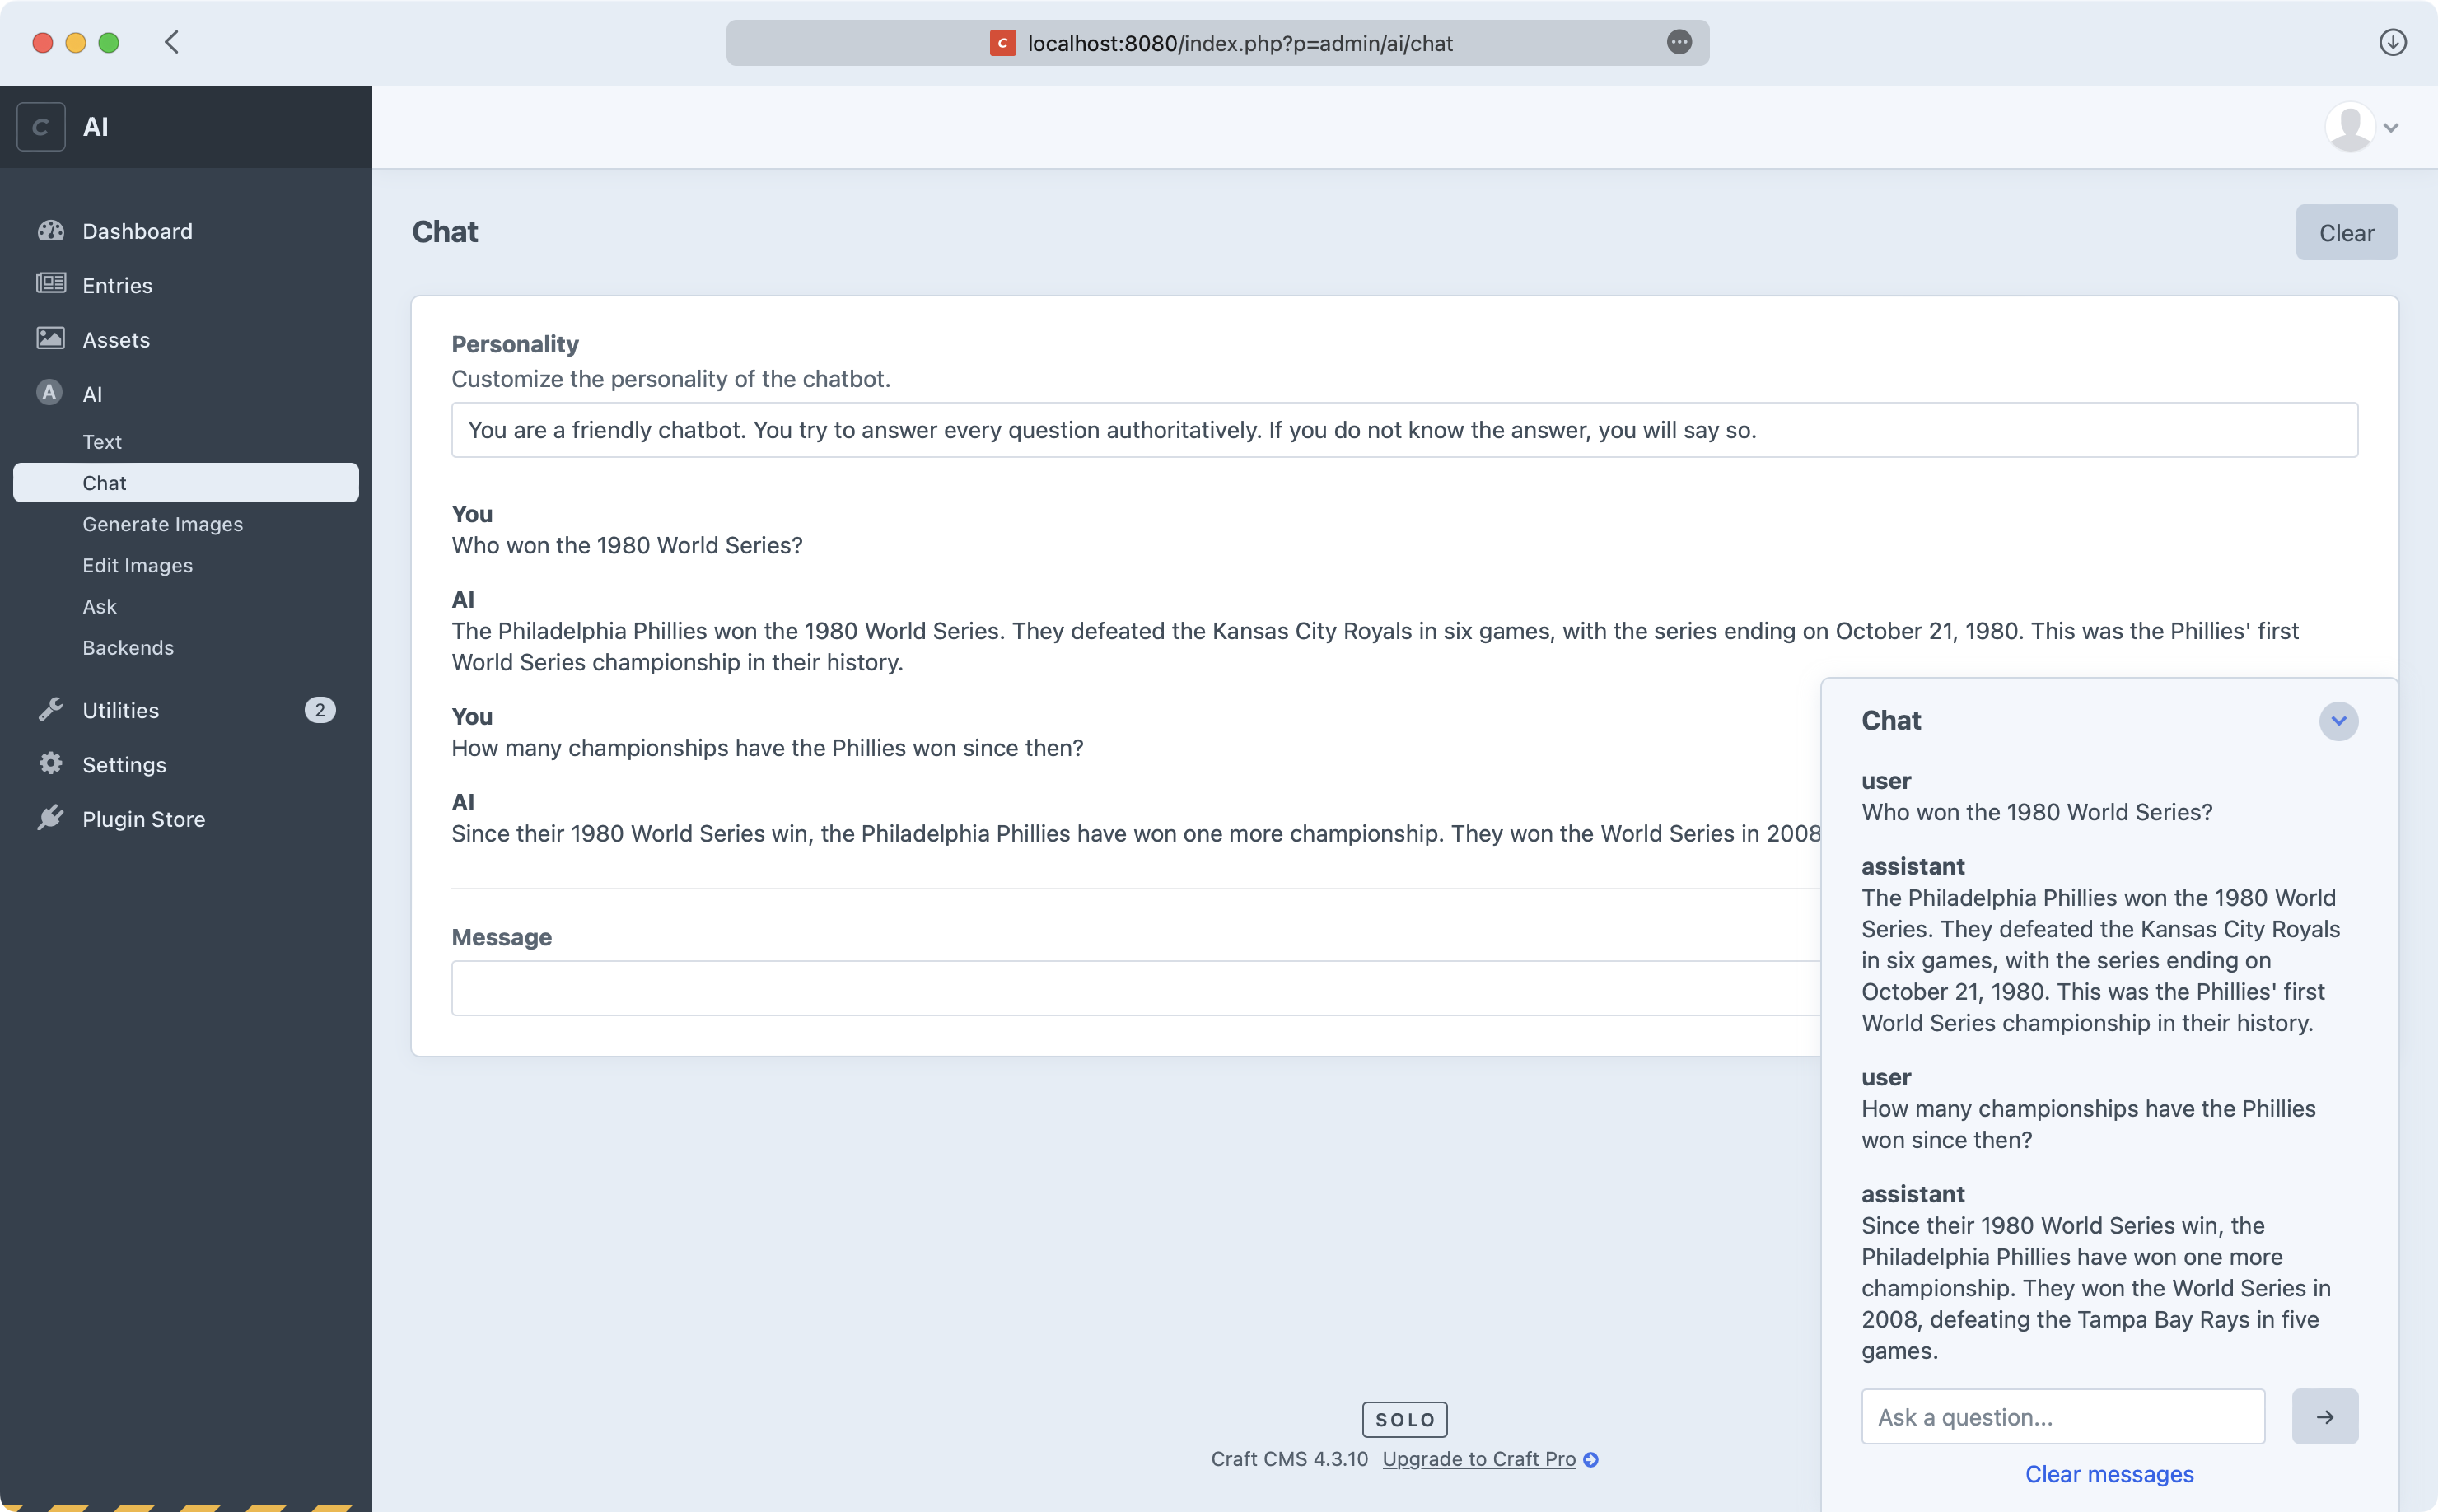 localhost:8080/index.php?p=admin/ai/chat
C
AI
Dashboard
Entries
Assets
A
AI
Text
Chat
Generate Images
Edit Images
Ask
Backends
Utilities
2
Settings
Plugin Store
Chat
Clear
Personality
Customize the personality of the chatbot.
You are a friendly chatbot. You try to answer every question authoritatively. If you do not know the answer, you will say so.
You
Who won the 1980 World Series?
AI
The Philadelphia Phillies won the 1980 World Series. They defeated the Kansas City Royals in six games, with the series ending on October 21, 1980. This was the Phillies' first
World Series championship in their history.
You
How many championships have the Phillies won since then?
AI
Since their 1980 World Series win, the Philadelphia Phillies have won one more championship. They won the World Series in 2008
Message
Chat
user
Who won the 1980 World Series?
assistant
The Philadelphia Phillies won the 1980 World
Series. They defeated the Kansas City Royals
in six games, with the series ending on
October 21, 1980. This was the Phillies' first
World Series championship in their history.
user
How many championships have the Phillies
won since then?
assistant
Since their 1980 World Series win, the
Philadelphia Phillies have won one more
championship. They won the World Series in
2008, defeating the Tampa Bay Rays in five
games.
Ask a question...
Clear messages
SOLO
Craft CMS 4.3.10 Upgrade to Craft Pro